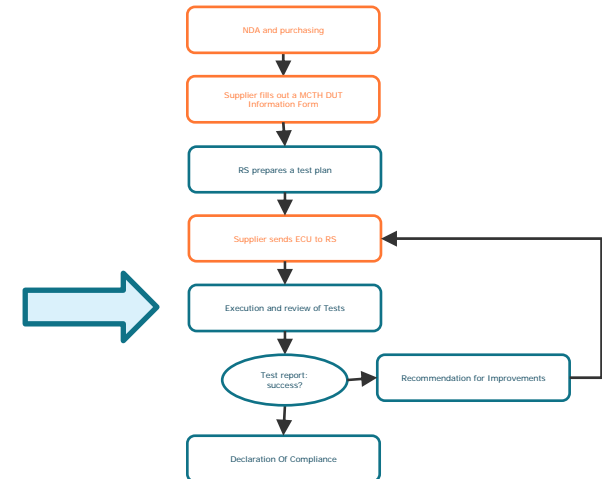 NDA and purchasing
Supplier fills out a MCTH DUT
Information Form
RS prepares a test plan
Supplier sends ECU to RS
Execution and review of Tests
Test report:
success?
Recommendation for Improvements
Declaration Of Compliance